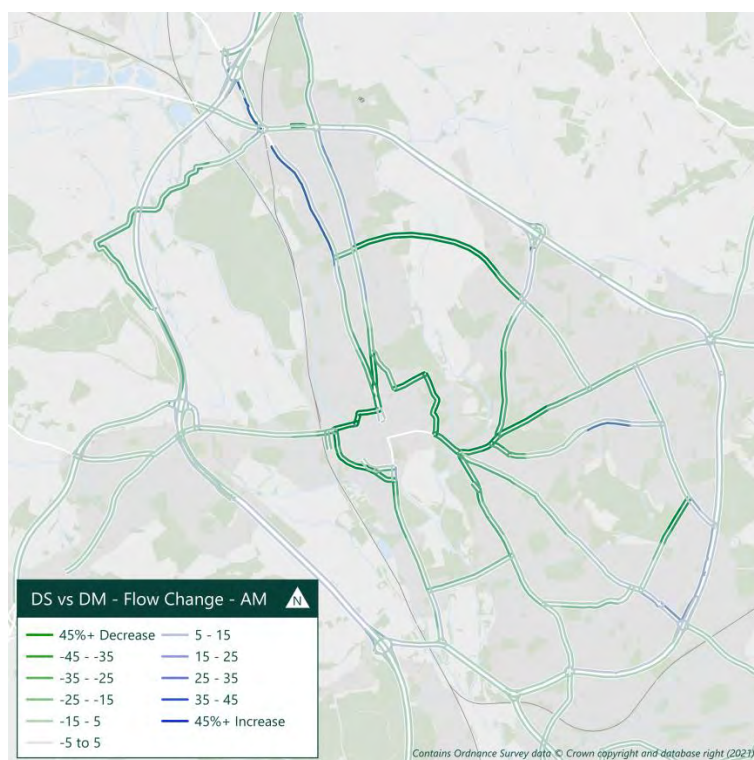 DS vs DM - Flow Change - AM
N
45%+ Decrease
-45 - -35
-35 - -25
-25 - -15
-15 - 5
-5 to 5
5 - 15
15 - 25
25 - 35
35 - 45
45%+ Increase
Contains Ordnance Survey data © Crown copyright and database right (2021)